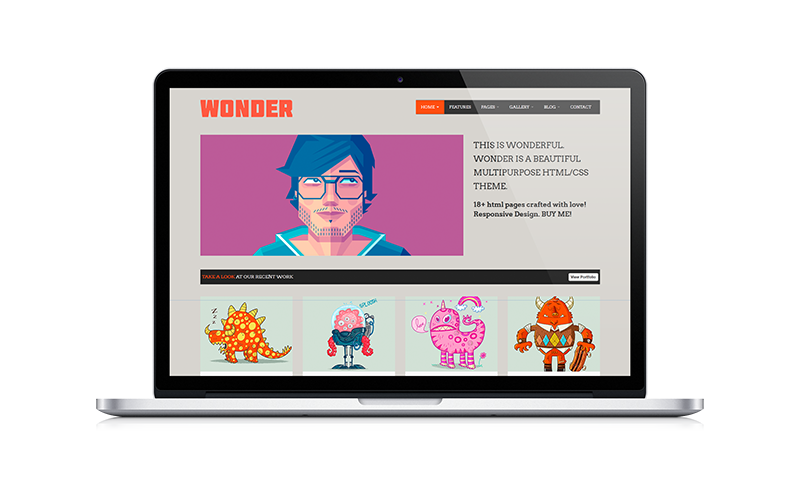 WONDER
HOME FEATURES PAGES GALLERY BLOG CONTACT
THIS IS WONDERFUL.
WONDER IS A BEAUTIFUL
MULTIPURPOSE HTML/CSS
THEME.
18+ html pages crafted with love!
Responsive Design. BUY ME!
TAKE A LOOK AT OUR RECENT WORK
View Portfolio
Z Z Z
SPLASH